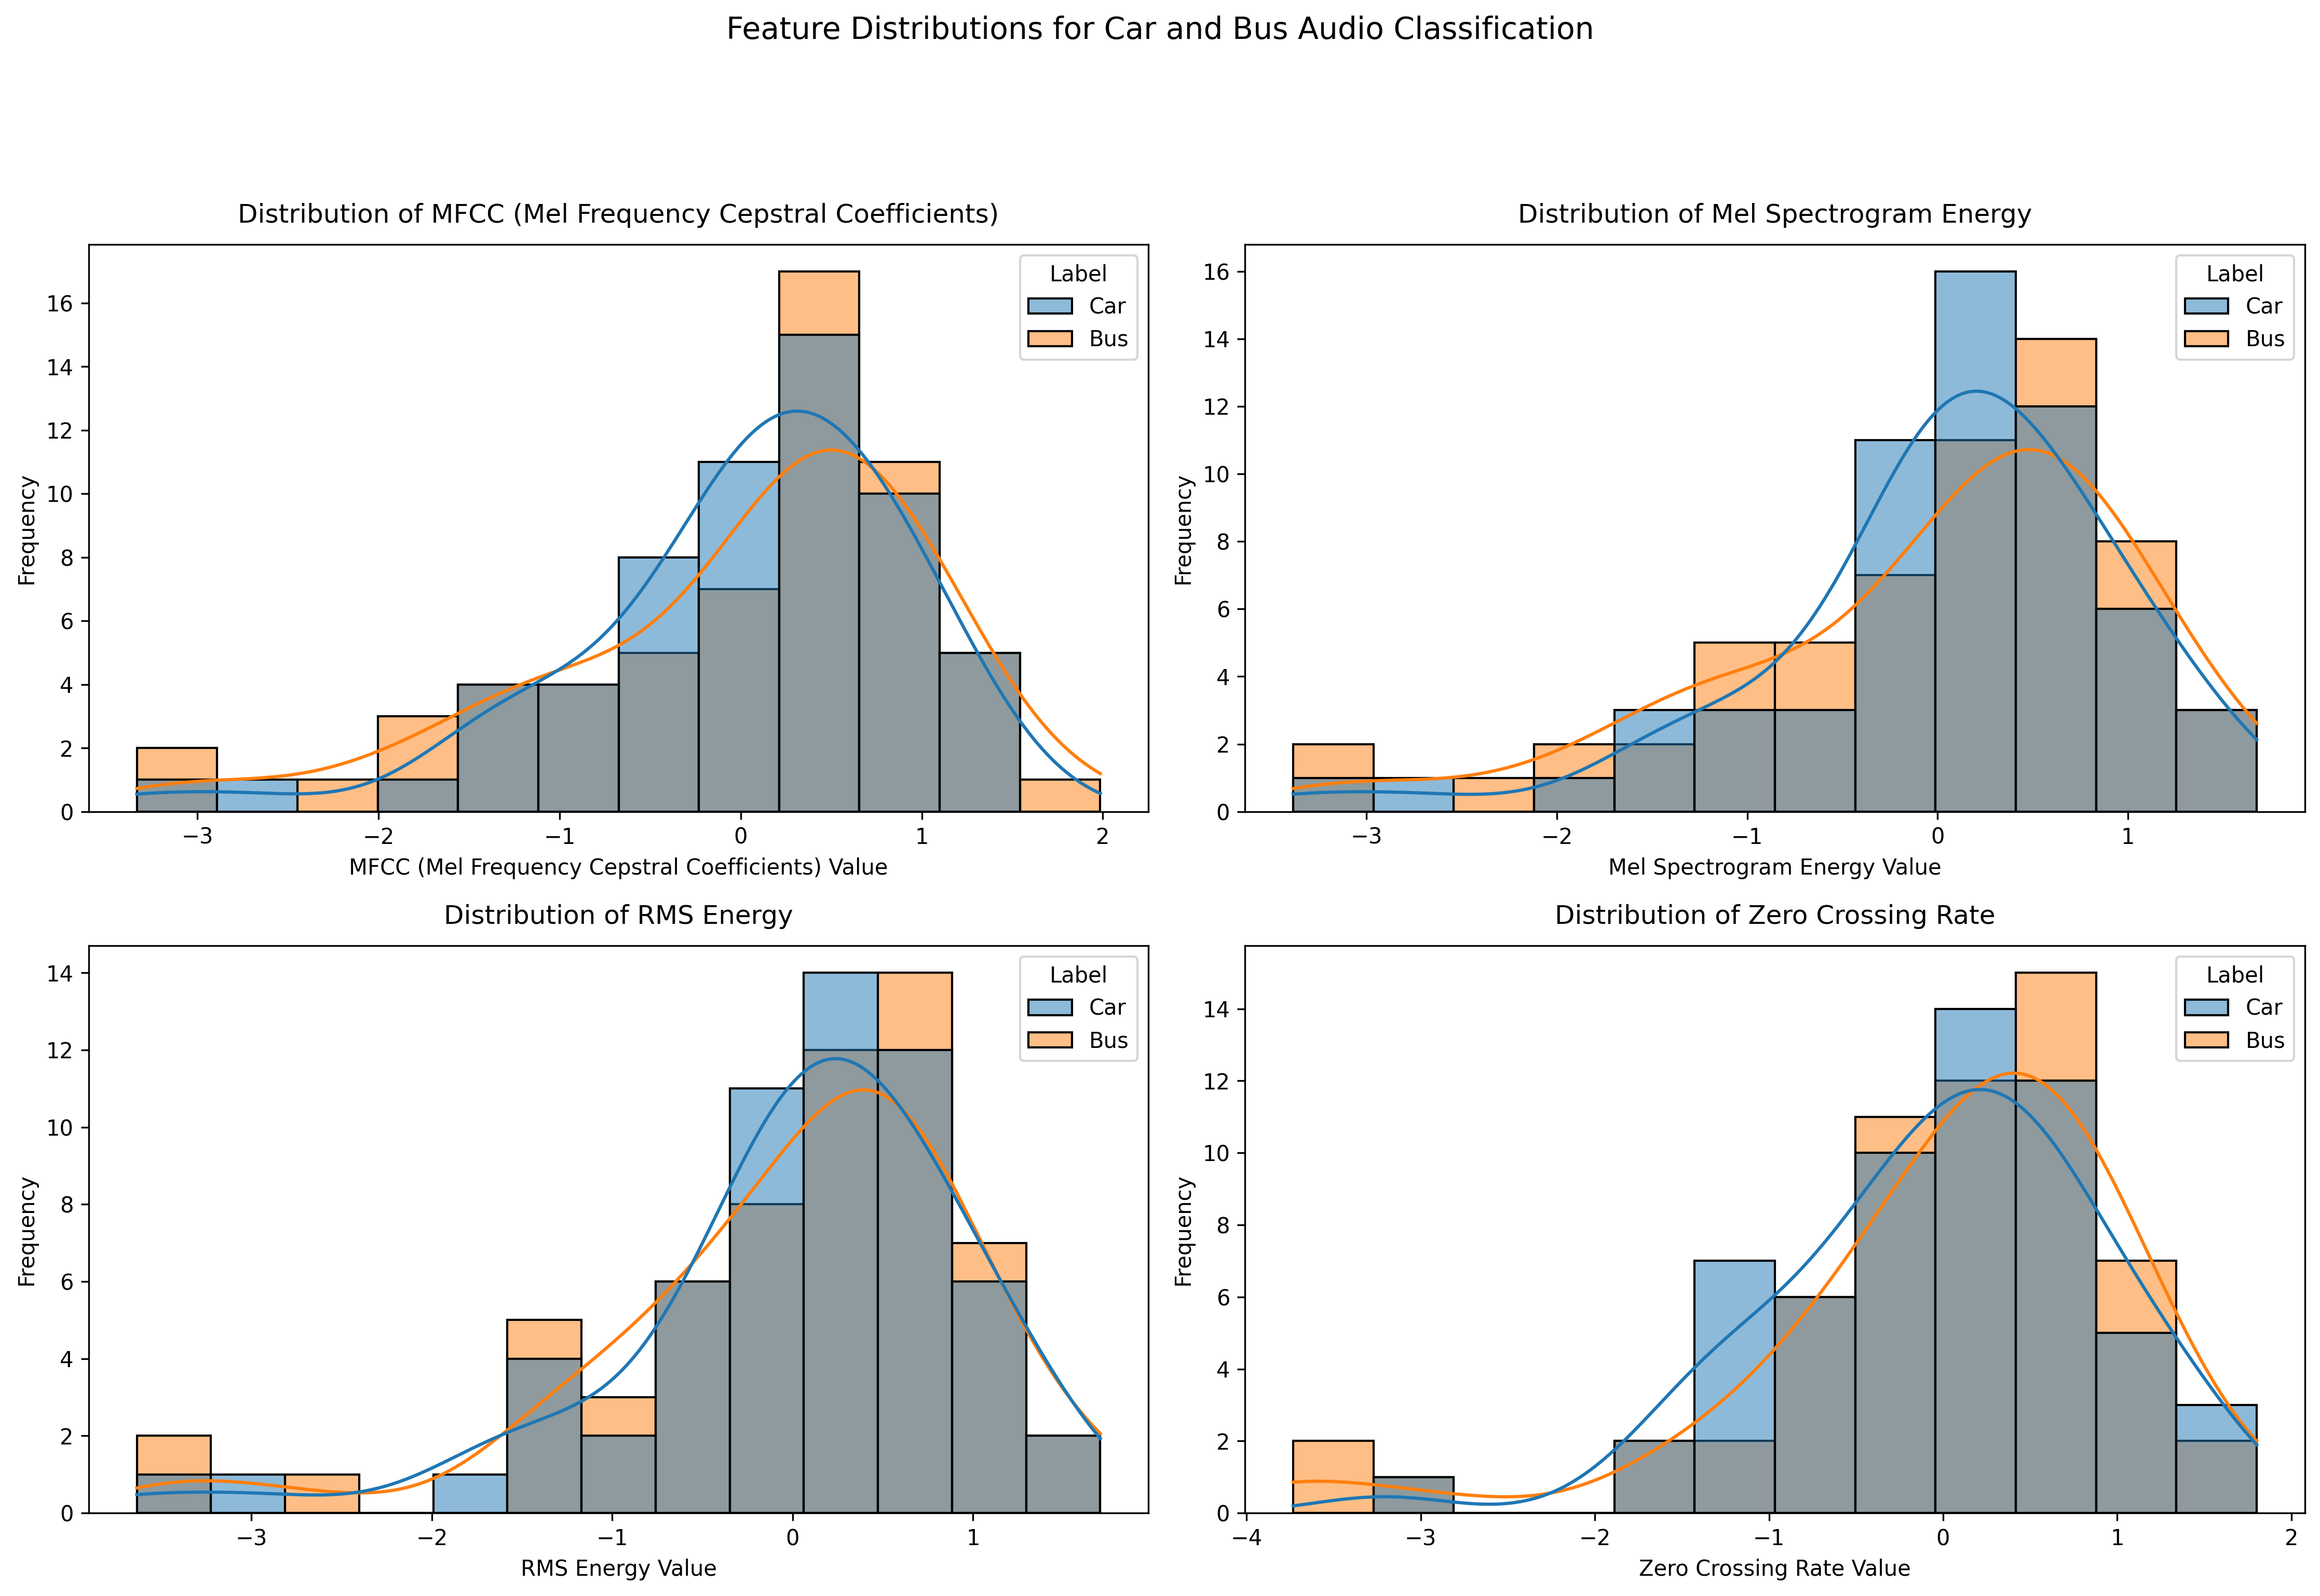 Feature Distributions for Car and Bus Audio Classification
Distribution of MFCC (Mel Frequency Cepstral Coefficients)
Label
Car
Bus
Frequency
16
14
12
10
8
6
4
2
0
−3
−2
−1
0
1
2
MFCC (Mel Frequency Cepstral Coefficients) Value
Distribution of Mel Spectrogram Energy
Label
Car
Bus
Frequency
16
14
12
10
8
6
4
2
0
−3
−2
−1
0
1
Mel Spectrogram Energy Value
Distribution of RMS Energy
Label
Car
Bus
Frequency
14
12
10
8
6
4
2
0
−3
−2
−1
0
1
RMS Energy Value
Distribution of Zero Crossing Rate
Label
Car
Bus
Frequency
14
12
10
8
6
4
2
0
−4
−3
−2
−1
0
1
2
Zero Crossing Rate Value